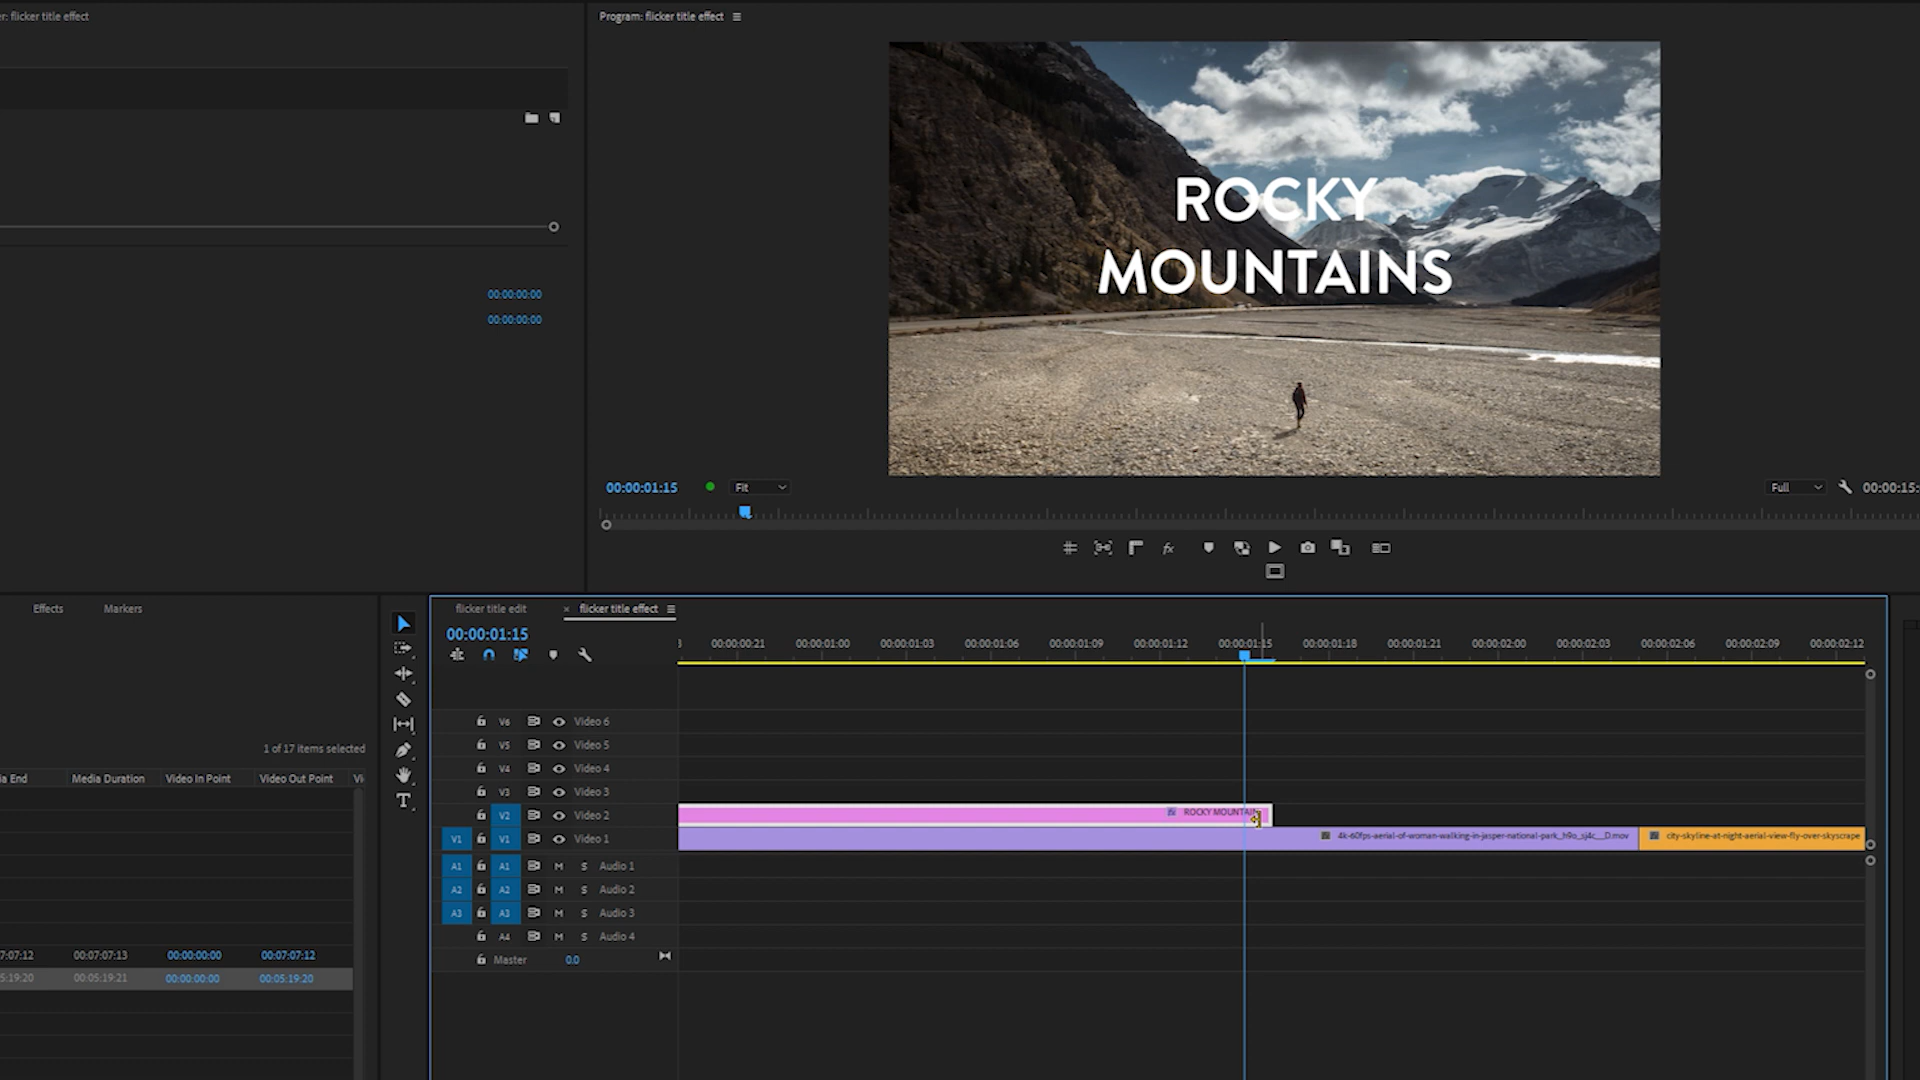 r: flicker title effect
Program: flicker title effect
ROCKY
MOUNTAINS
00:00:00:00
00:00:00:00
00:00:01:15
Fit
Full
00:00:15:
Effects
Markers
flicker title edit
× flicker title effect
00:00:01:15
00:00:00:21 00:00:01:00 00:00:01:03 00:00:01:06 00:00:01:09 00:00:01:12 00:00:01:15 00:00:01:18 00:00:01:21 00:00:02:00 00:00:02:03 00:00:02:06 00:00:02:09 00:00:02:12
V6 Video 6
V5 Video 5
1 of 17 items selected
V4 Video 4
ia End Media Duration Video In Point Video Out Point Vi
V3 Video 3
V2 Video 2 ROCKY MOUNTAIN
V1 V1 Video 1 4k-60fps-aerial-of-woman-walking-in-jasper-national-park_h9o_sj4c__D.mov city-skyline-at-night-aerial-view-fly-over-skyscrape
A1 A1 M S Audio 1
A2 A2 M S Audio 2
A3 A3 M S Audio 3
A4 M S Audio 4
7:07:12 00:07:07:13 00:00:00:00 00:07:07:12
Master 0.0
5:19:20 00:05:19:21 00:00:00:00 00:05:19:20